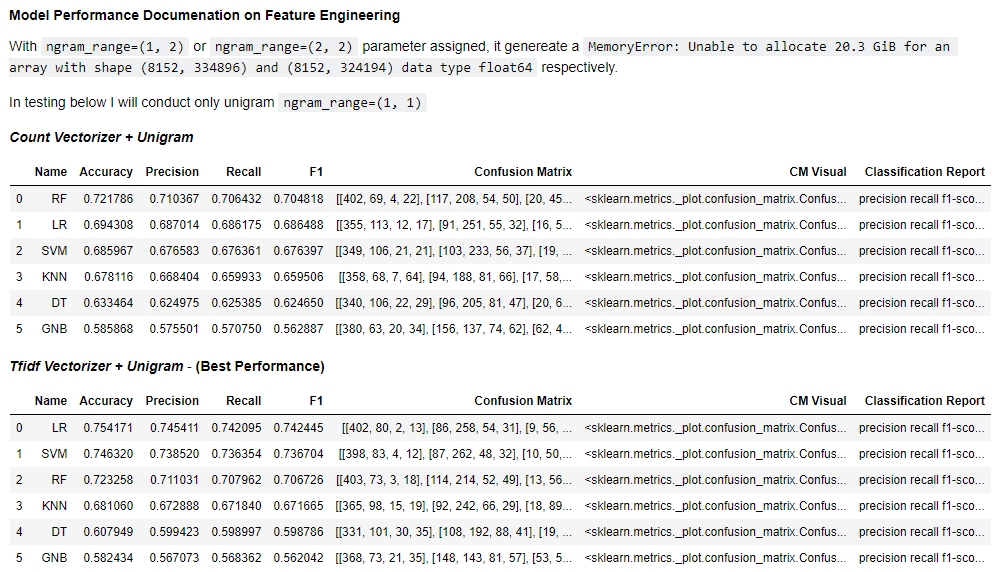 Model Performance Documenation on Feature Engineering
With ngram_range=(1, 2) or ngram_range=(2, 2) parameter assigned, it genereate a MemoryError: Unable to allocate 20.3 GiB for an
array with shape (8152, 334896) and (8152, 324194) data type float64 respectively.
In testing below I will conduct only unigram ngram_range=(1, 1)
Count Vectorizer + Unigram
Name Accuracy Precision Recall F1 Confusion Matrix CM Visual Classification Report
0 RF 0.721786 0.710367 0.706432 0.704818 [[402, 69, 4, 22], [117, 208, 54, 50], [20, 45... <sklearn.metrics._plot.confusion_matrix.Confus... precision recall f1-sco...
1 LR 0.694308 0.687014 0.686175 0.686488 [[355, 113, 12, 17], [91, 251, 55, 32], [16, 5... <sklearn.metrics._plot.confusion_matrix.Confus... precision recall f1-sco...
2 SVM 0.685967 0.676583 0.676361 0.676397 [[349, 106, 21, 21], [103, 233, 56, 37], [19, ... <sklearn.metrics._plot.confusion_matrix.Confus... precision recall f1-sco...
3 KNN 0.678116 0.668404 0.659933 0.659506 [[358, 68, 7, 64], [94, 188, 81, 66], [17, 58,... <sklearn.metrics._plot.confusion_matrix.Confus... precision recall f1-sco...
4 DT 0.633464 0.624975 0.625385 0.624650 [[340, 106, 22, 29], [96, 205, 81, 47], [20, 6... <sklearn.metrics._plot.confusion_matrix.Confus... precision recall f1-sco...
5 GNB 0.585868 0.575501 0.570750 0.562887 [[380, 63, 20, 34], [156, 137, 74, 62], [62, 4... <sklearn.metrics._plot.confusion_matrix.Confus... precision recall f1-sco...
Tfidf Vectorizer + Unigram - (Best Performance)
Name Accuracy Precision Recall F1 Confusion Matrix CM Visual Classification Report
0 LR 0.754171 0.745411 0.742095 0.742445 [[402, 80, 2, 13], [86, 258, 54, 31], [9, 56, ... <sklearn.metrics._plot.confusion_matrix.Confus... precision recall f1-sco...
1 SVM 0.746320 0.738520 0.736354 0.736704 [[398, 83, 4, 12], [87, 262, 48, 32], [10, 50,... <sklearn.metrics._plot.confusion_matrix.Confus... precision recall f1-sco...
2 RF 0.723258 0.711031 0.707962 0.706726 [[403, 73, 3, 18], [114, 214, 52, 49], [13, 56... <sklearn.metrics._plot.confusion_matrix.Confus... precision recall f1-sco...
3 KNN 0.681060 0.672888 0.671840 0.671665 [[365, 98, 15, 19], [92, 242, 66, 29], [18, 89... <sklearn.metrics._plot.confusion_matrix.Confus... precision recall f1-sco...
4 DT 0.607949 0.599423 0.598997 0.598786 [[331, 101, 30, 35], [108, 192, 88, 41], [19, ... <sklearn.metrics._plot.confusion_matrix.Confus... precision recall f1-sco...
5 GNB 0.582434 0.567073 0.568362 0.562042 [[368, 73, 21, 35], [148, 143, 81, 57], [53, 5... <sklearn.metrics._plot.confusion_matrix.Confus... precision recall f1-sco...